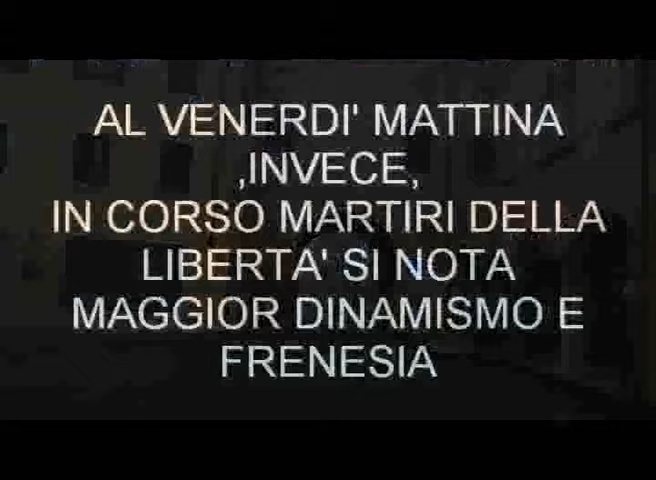 AL VENERDI' MATTINA
,INVECE,
IN CORSO MARTIRI DELLA
LIBERTA' SI NOTA
MAGGIOR DINAMISMO E
FRENESIA